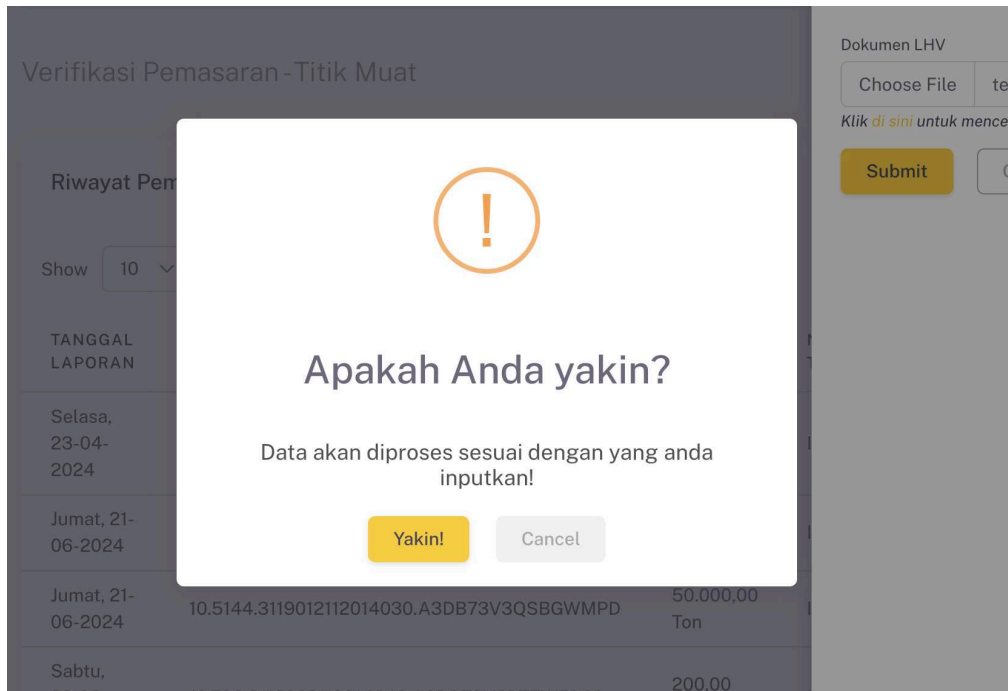 Verifikasi Pemasaran - Titik Muat
Dokumen LHV
Choose File
Klik di sini untuk
Submit
Riwayat
Show 10
TANGGAL
LAPORAN
!
Apakah Anda yakin?
Data akan diproses sesuai dengan yang anda
inputkan!
Yakin!
Cancel
Selasa,
23-04-
2024
Jumat, 21-
06-2024
Jumat, 21-
06-2024
10.5144.3119012112014030.A3DB73V3QSBGWMPD
50.000,00
Ton
Sabtu,
200.00